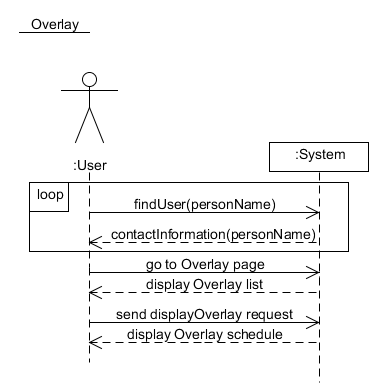 Overlay
:User
:System
loop
findUser(personName)
contactInformation(personName)
go to Overlay page
display Overlay list
send displayOverlay request
display Overlay schedule